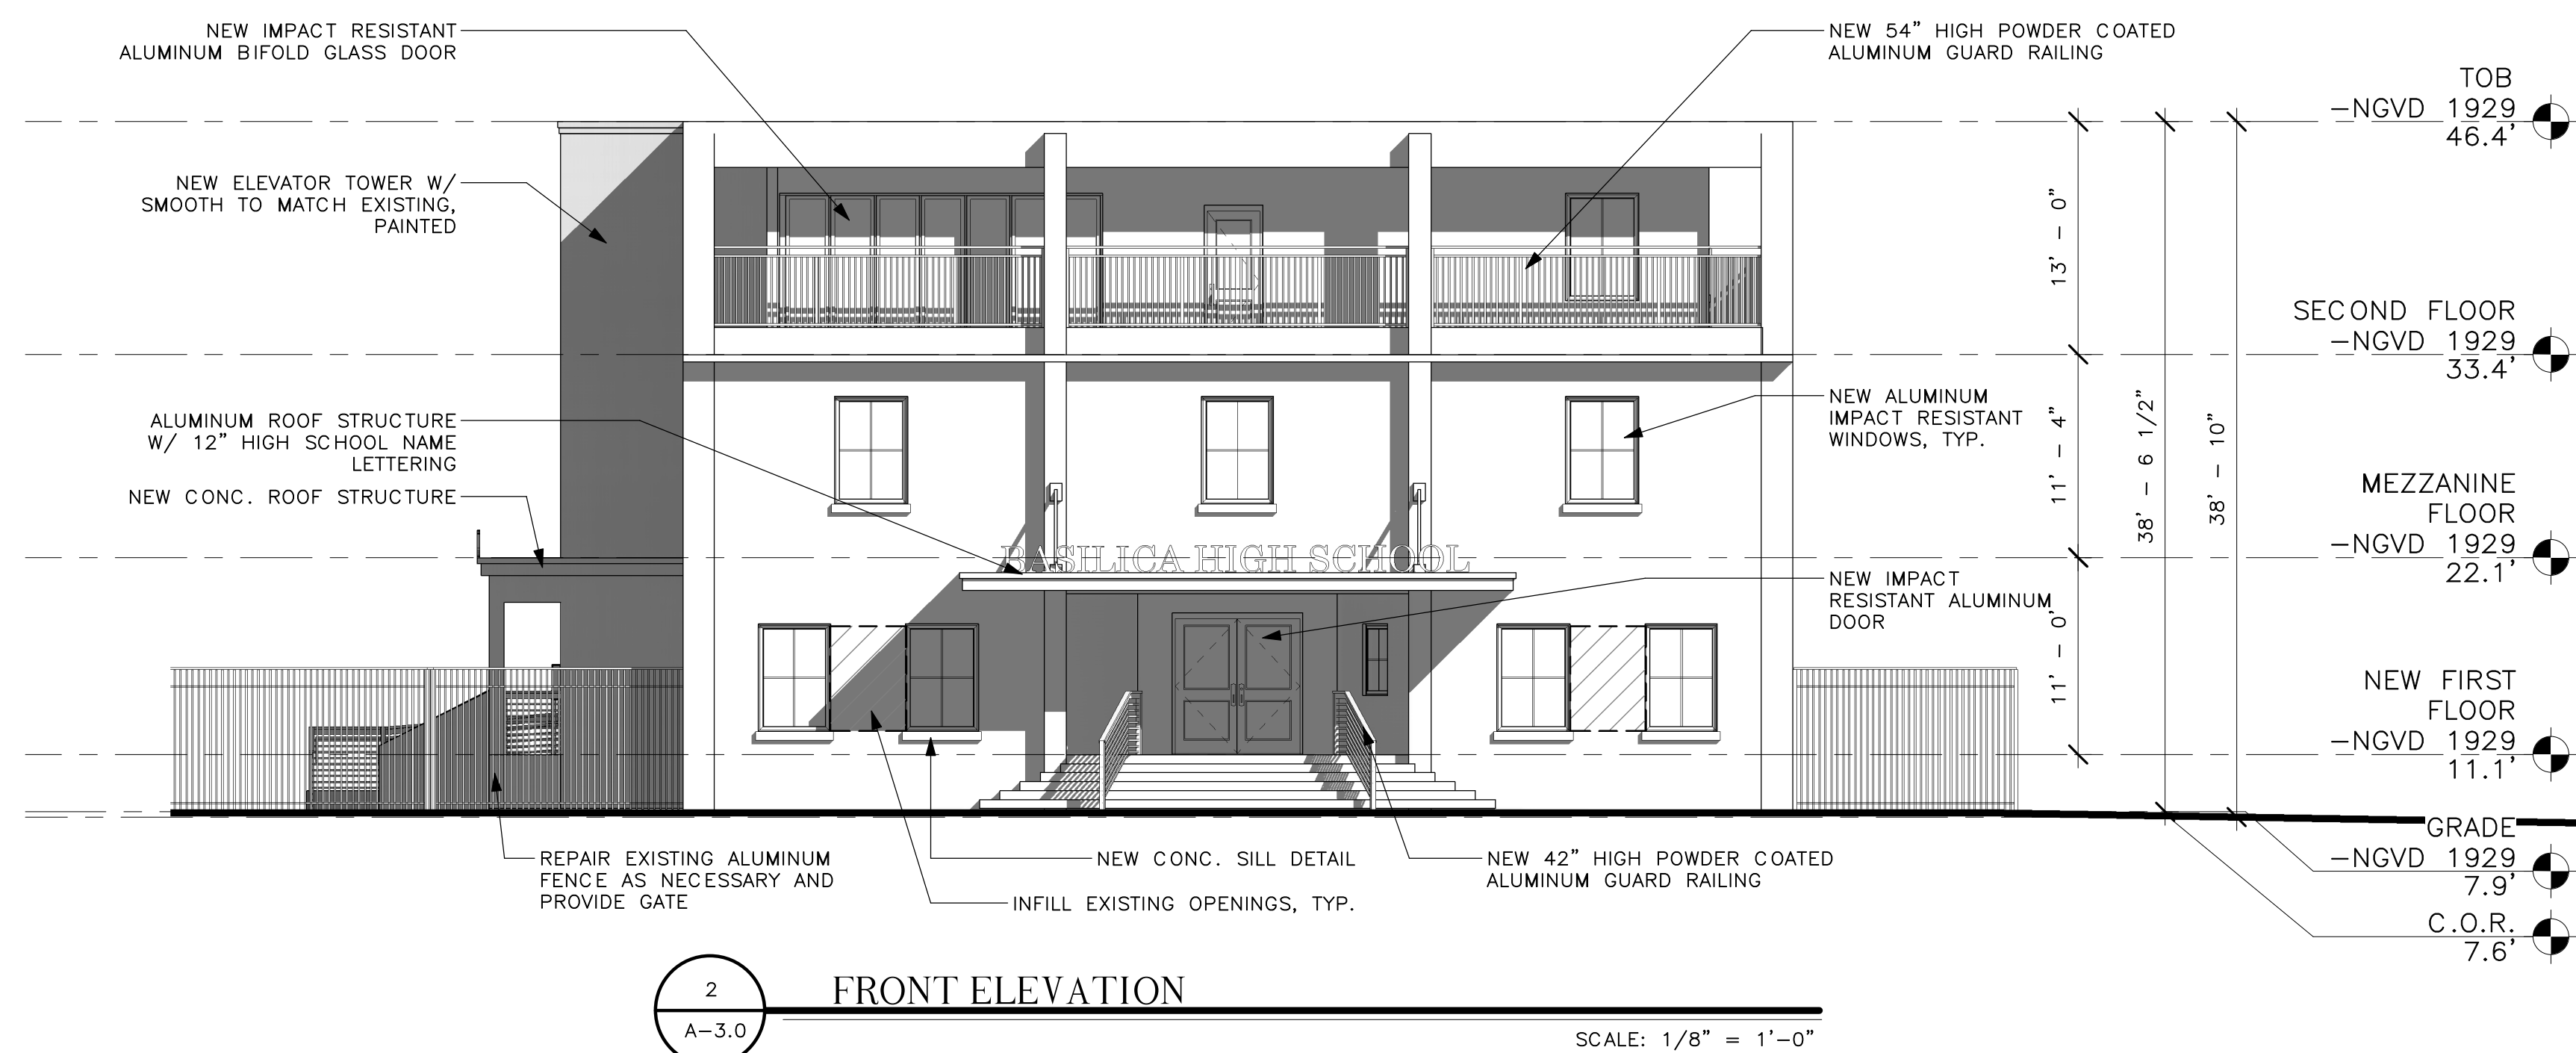 NEW IMPACT RESISTANT
ALUMINUM BIFOLD GLASS DOOR
NEW ELEVATOR TOWER W/
SMOOTH TO MATCH EXISTING,
PAINTED
ALUMINUM ROOF STRUCTURE
W/ 12" HIGH SCHOOL NAME
LETTERING
NEW CONC. ROOF STRUCTURE
NEW 54" HIGH POWDER COATED
ALUMINUM GUARD RAILING
NEW ALUMINUM
IMPACT RESISTANT
WINDOWS, TYP.
BASILICA HIGH SCHOOL
NEW IMPACT
RESISTANT ALUMINUM
DOOR
13' - 0"
11' - 4"
11' - 0"
38' - 6 1/2"
38' - 10"
TOB
-NGVD 1929
46.4'
SECOND FLOOR
-NGVD 1929
33.4'
MEZZANINE
FLOOR
-NGVD 1929
22.1'
NEW FIRST
FLOOR
-NGVD 1929
11.1'
GRADE
-NGVD 1929
7.9'
C.O.R.
7.6'
REPAIR EXISTING ALUMINUM
FENCE AS NECESSARY AND
PROVIDE GATE
NEW CONC. SILL DETAIL
INFILL EXISTING OPENINGS, TYP.
NEW 42" HIGH POWDER COATED
ALUMINUM GUARD RAILING
2
A-3.0
FRONT ELEVATION
SCALE: 1/8" = 1'-0"